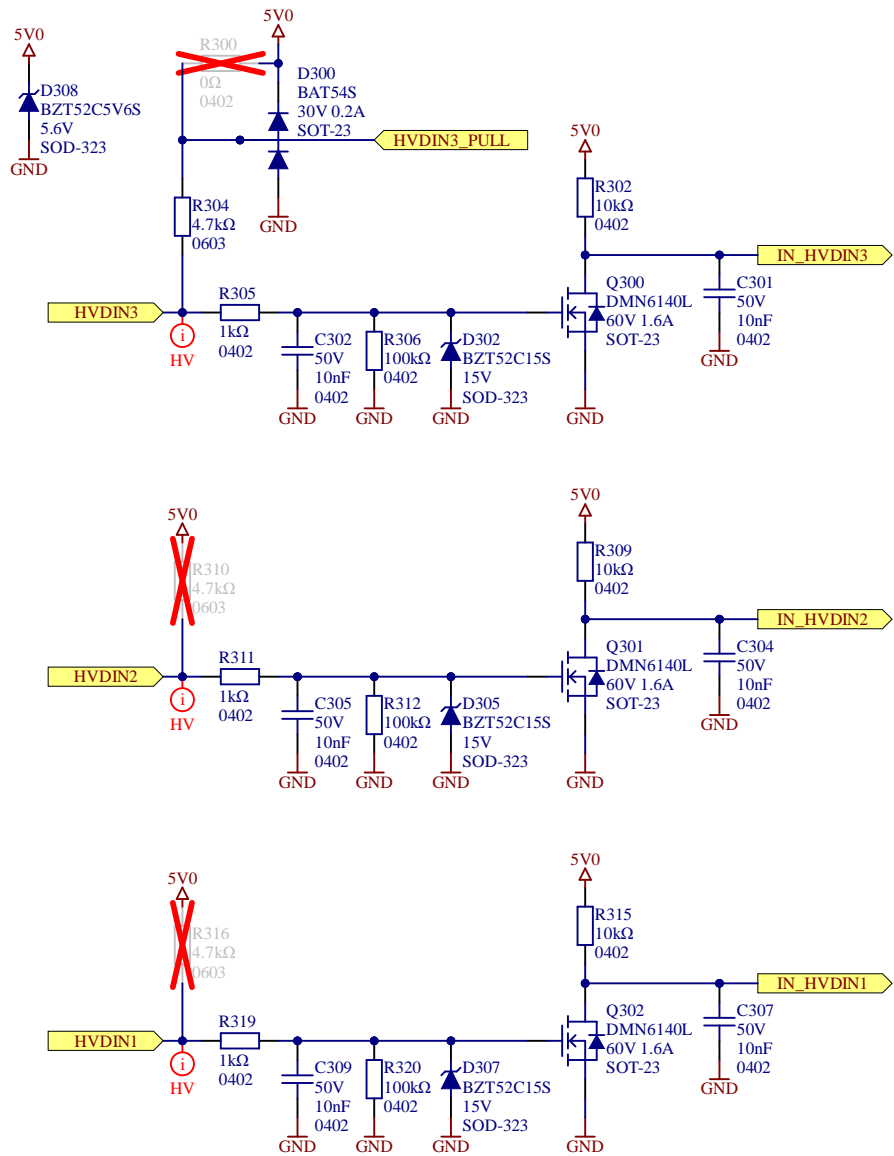 5V0
D308
BZT52C5V6S
5.6V
SOD-323
GND
5V0
R300
0Ω
0402
D300
BAT54S
30V 0.2A
SOT-23
GND
HVDIN3_PULL
R304
4.7kΩ
0603
HVDIN3
i
HV
R305
1kΩ
0402
C302
50V
10nF
0402
GND
R306
100kΩ
0402
GND
D302
BZT52C15S
15V
SOD-323
GND
5V0
R302
10kΩ
0402
Q300
DMN6140L
60V 1.6A
SOT-23
GND
IN_HVDIN3
C301
50V
10nF
0402
GND
5V0
R310
4.7kΩ
0603
HVDIN2
i
HV
R311
1kΩ
0402
C305
50V
10nF
0402
GND
R312
100kΩ
0402
GND
D305
BZT52C15S
15V
SOD-323
GND
5V0
R309
10kΩ
0402
Q301
DMN6140L
60V 1.6A
SOT-23
GND
IN_HVDIN2
C304
50V
10nF
0402
GND
5V0
R316
4.7kΩ
0603
HVDIN1
i
HV
R319
1kΩ
0402
C309
50V
10nF
0402
GND
R320
100kΩ
0402
GND
D307
BZT52C15S
15V
SOD-323
GND
5V0
R315
10kΩ
0402
Q302
DMN6140L
60V 1.6A
SOT-23
GND
IN_HVDIN1
C307
50V
10nF
0402
GND